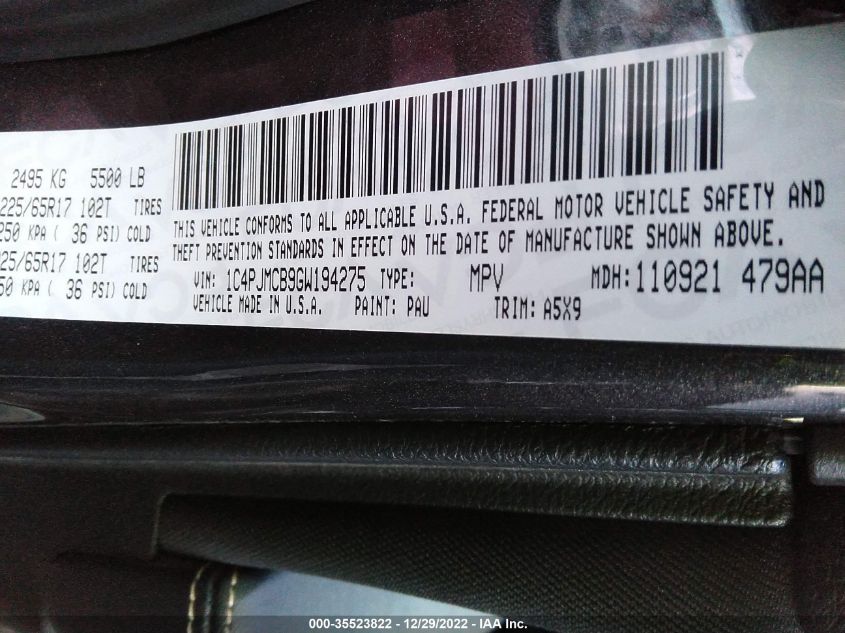 2495 KG 5500 LB
225/65R17 102T TIRES
250 KPA ( 36 PSI) COLD
225/65R17 102T TIRES
250 KPA ( 36 PSI) COLD
THIS VEHICLE CONFORMS TO ALL APPLICABLE U.S.A. FEDERAL MOTOR VEHICLE SAFETY AND
THEFT PREVENTION STANDARDS IN EFFECT ON THE DATE OF MANUFACTURE SHOWN ABOVE.
VIN: 1C4PJMCB9GW194275 TYPE: MPV MDH:110921 479AA
VEHICLE MADE IN U.S.A. PAINT: PAU TRIM: A5X9
000-35523822 - 12/29/2022 - IAA Inc.